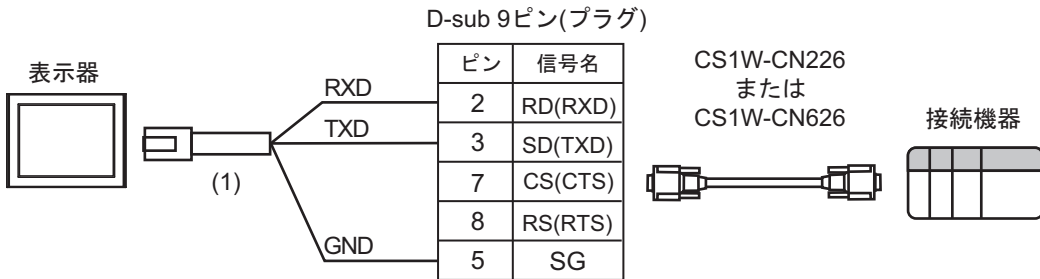 D-sub 9ピン(プラグ)
表示器
RXD
TXD
GND
(1)
ピン 信号名
2 RD(RXD)
3 SD(TXD)
7 CS(CTS)
8 RS(RTS)
5 SG
CS1W-CN226
または
CS1W-CN626
接続機器